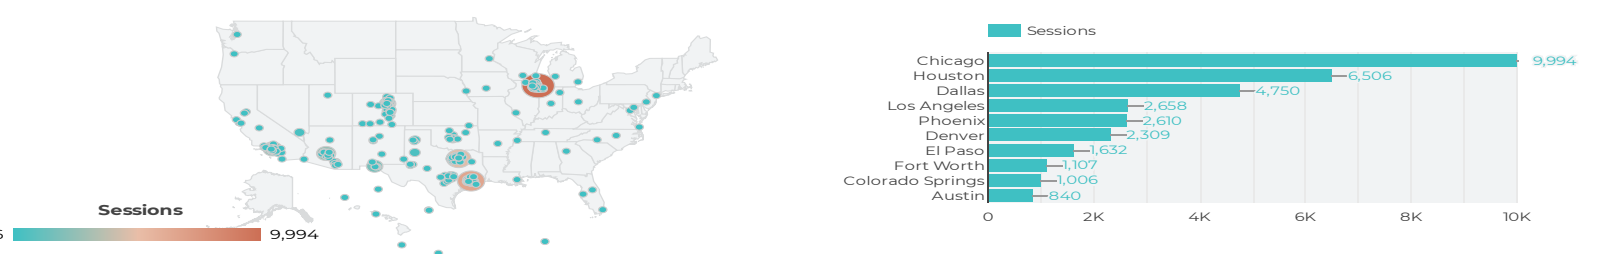 Sessions
9,994
Sessions
Chicago 9,994
Houston 6,506
Dallas 4,750
Los Angeles 2,658
Phoenix 2,610
Denver 2,309
El Paso 1,632
Fort Worth 1,107
Colorado Springs 1,006
Austin 840
0 2K 4K 6K 8K 10K